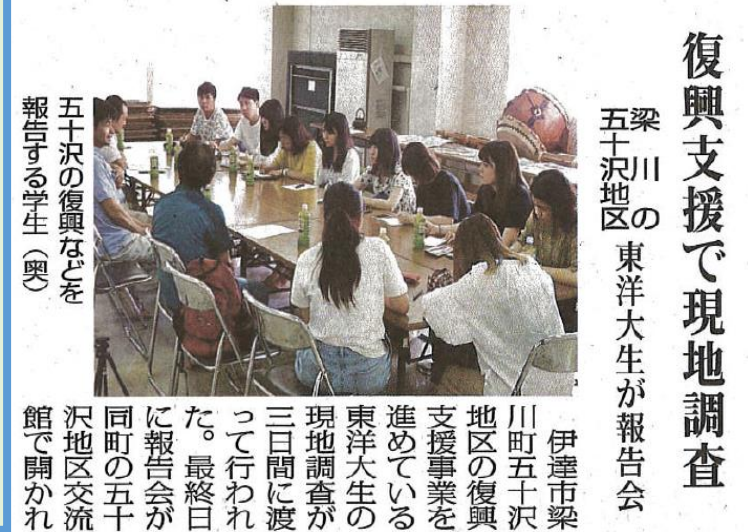 復興支援で現地調査
梁川の
五十沢地区
東洋大生が報告会
五十沢の復興などを
報告する学生(奥)
伊達市梁
川町五十沢
地区の復興
支援事業を
進めている
東洋大生の
現地調査が
三日間に渡
って行われ
た。最終日
に報告会が
同町の五十
沢地区交流
館で開かれ